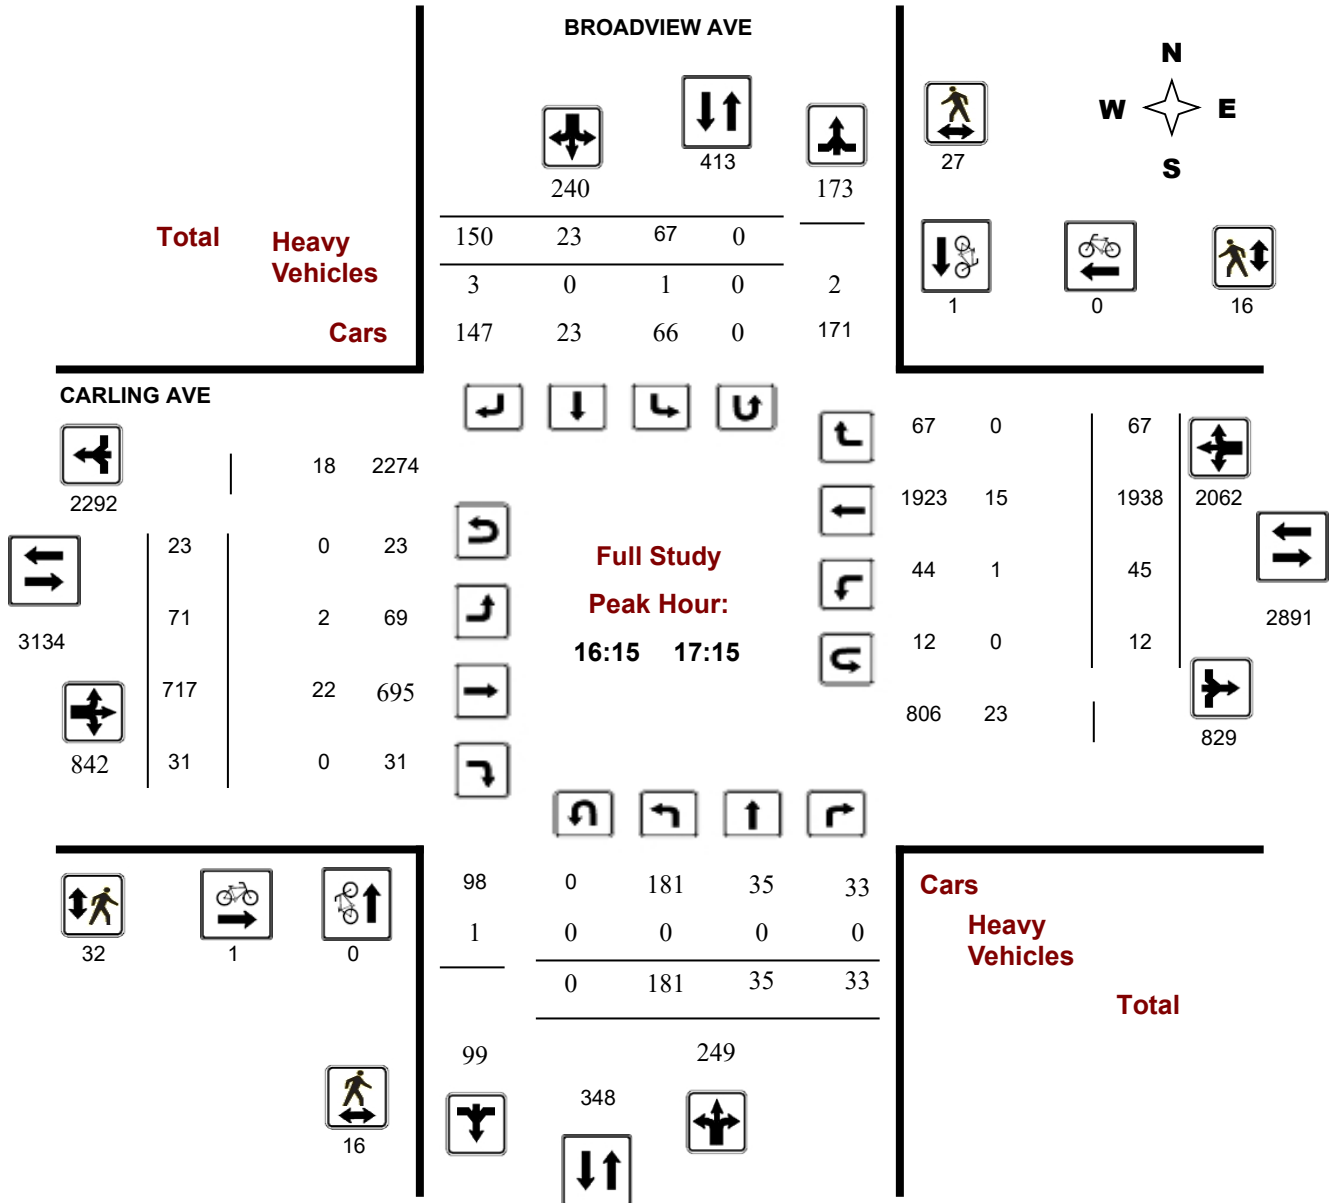 BROADVIEW AVE
N
W E
S
413
27
240
173
Total
Heavy
Vehicles
150 23 67 0
3 0 1 0 2
1 0 16
Cars
147 23 66 0 171
CARLING AVE
67 0 67
18 2274
2292
1923 15 1938 2062
23 0 23
Full Study
44 1 45
71 2 69
Peak Hour:
2891
3134
16:15 17:15
12 0 12
717 22 695
806 23
829
842
31 0 31
98 0 181 35 33
Cars
1 0 0 0 0
Heavy
Vehicles
32 1 0
0 181 35 33
Total
99 249
348
16